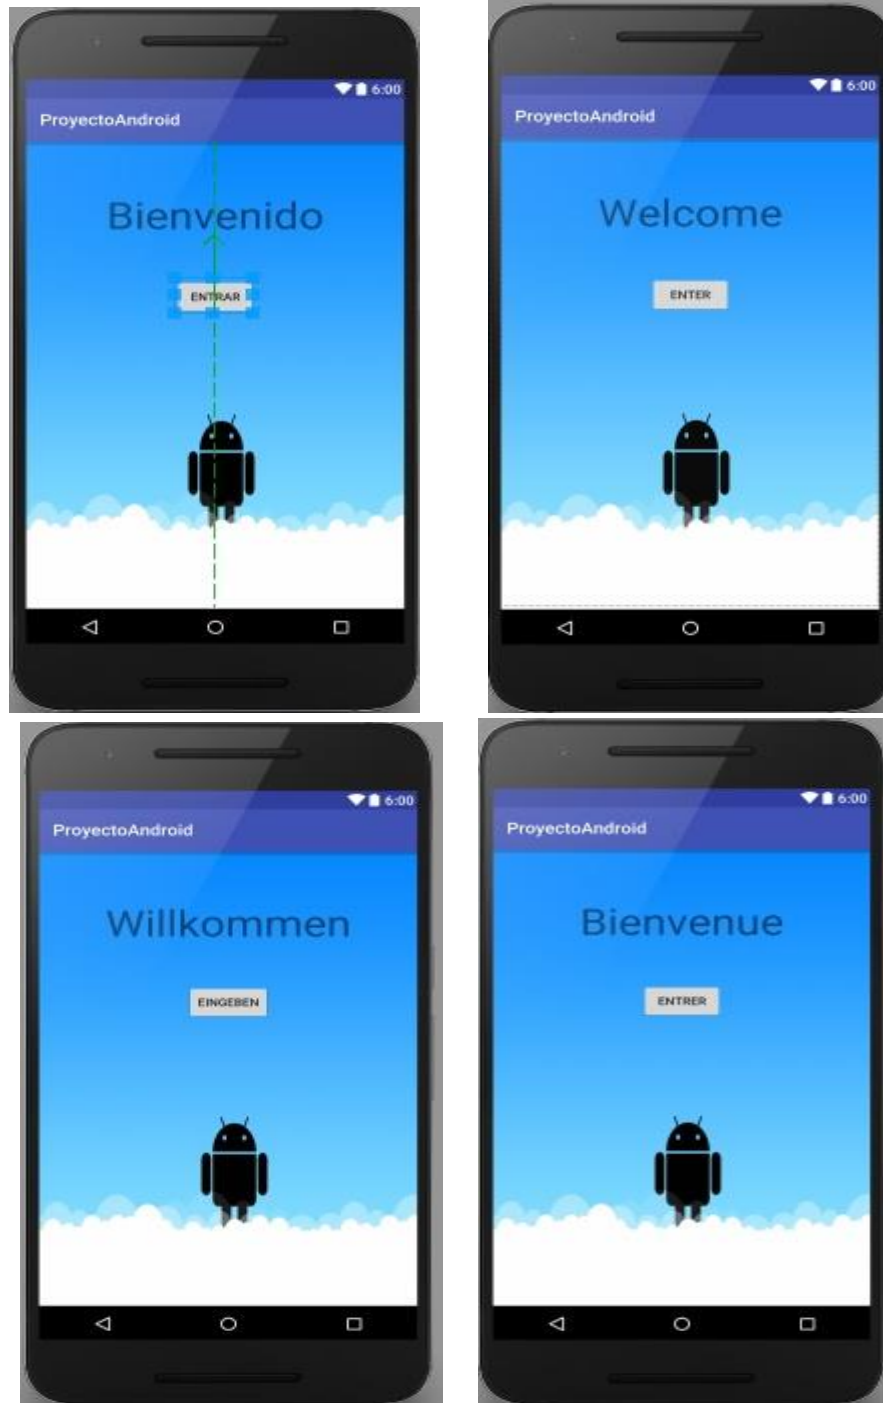 6:00
ProyectoAndroid
Bienvenido
ENTRAR
6:00
ProyectoAndroid
Welcome
ENTER
6:00
ProyectoAndroid
Willkommen
EINGEBEN
6:00
ProyectoAndroid
Bienvenue
ENTRER